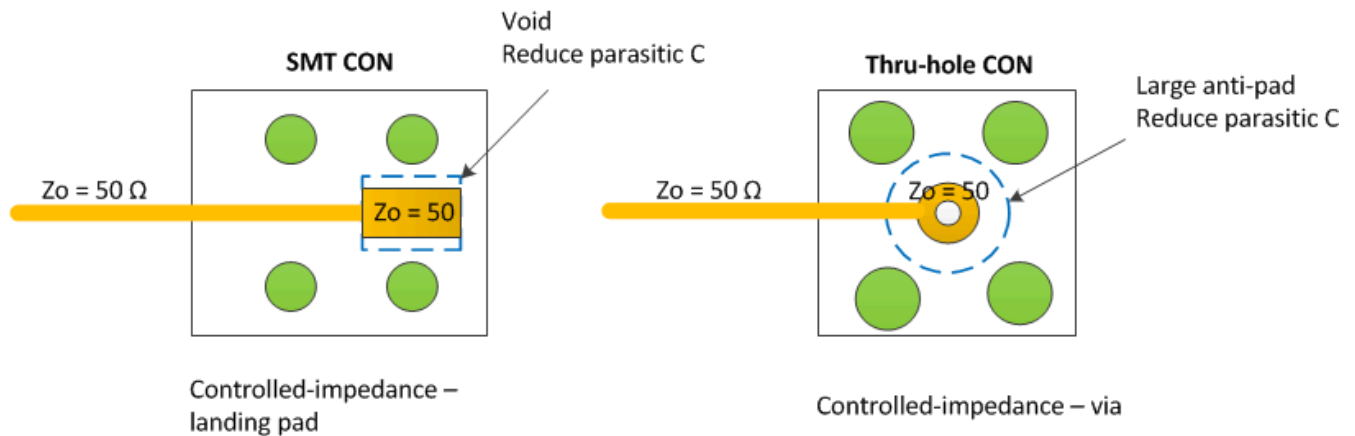 Void
Reduce parasitic C
SMT CON
Zo = 50 Ω
Zo = 50
Controlled-impedance –
landing pad
Thru-hole CON
Large anti-pad
Reduce parasitic C
Zo = 50 Ω
Zo = 50
Controlled-impedance – via